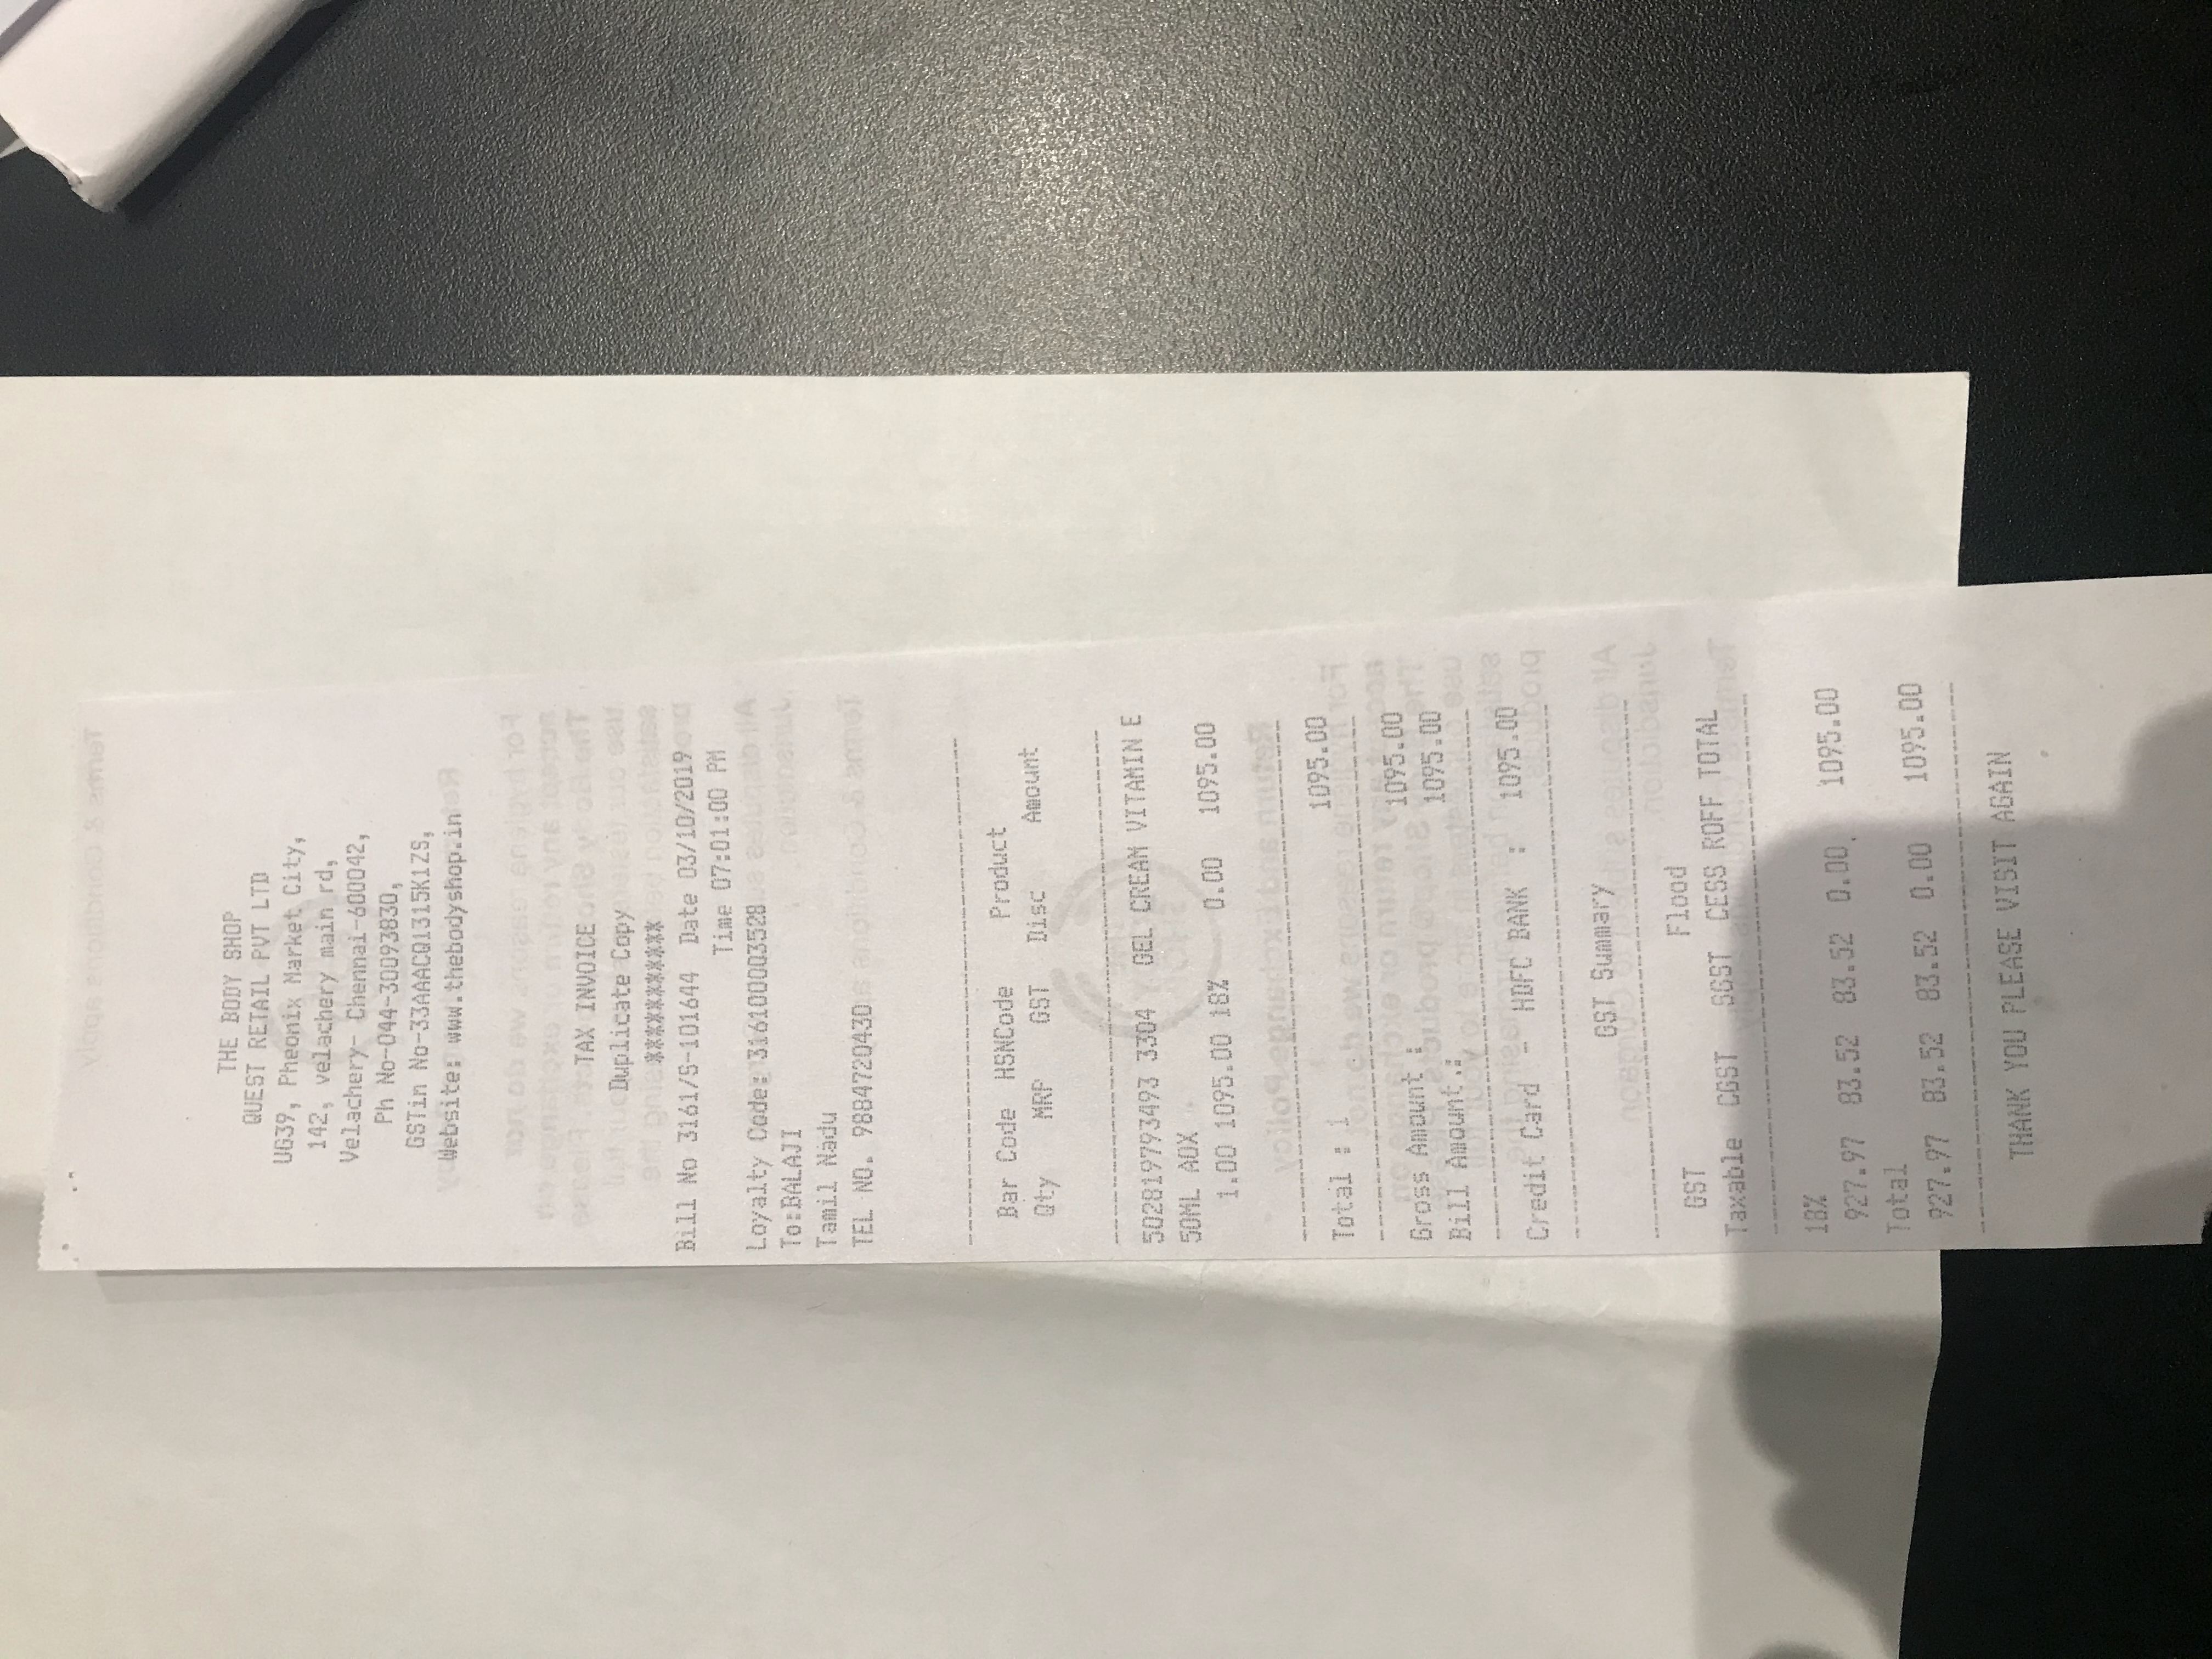 THE BODY SHOP
QUEST RETAIL PVT LTD
UG39, Pheonix Market City,
142, velachery main rd,
Velachery- Chennai-600042,
Ph No-044-30093830,
GSTin No-33AAACQ1315K1ZS,
Website: www.thebodyshop.in
TAX INVOICE
Duplicate Copy
***********
Bill No 3161/S-101644 Date 03/10/2019
Time 07:01:00 PM
Loyalty Code: 316100003528
To:BALAJI
Tamil Nadu
TEL NO. 9884720430
Bar Code HSNCode Product
Qty MRP GST Disc Amount
502819793493 3304 GEL CREAM VITAMIN E
50ML AOX
1.00 1095.00 18% 0.00 1095.00
Total : 1 1095.00
Gross Amount : 1095.00
Bill Amount.: 1095.00
Credit Card - HDFC BANK : 1095.00
GST Summary
GST Flood
Taxable CGST SGST CESS ROFF TOTAL
18%
927.97 83.52 83.52 0.00 1095.00
Total
927.97 83.52 83.52 0.00 1095.00
THANK YOU PLEASE VISIT AGAIN